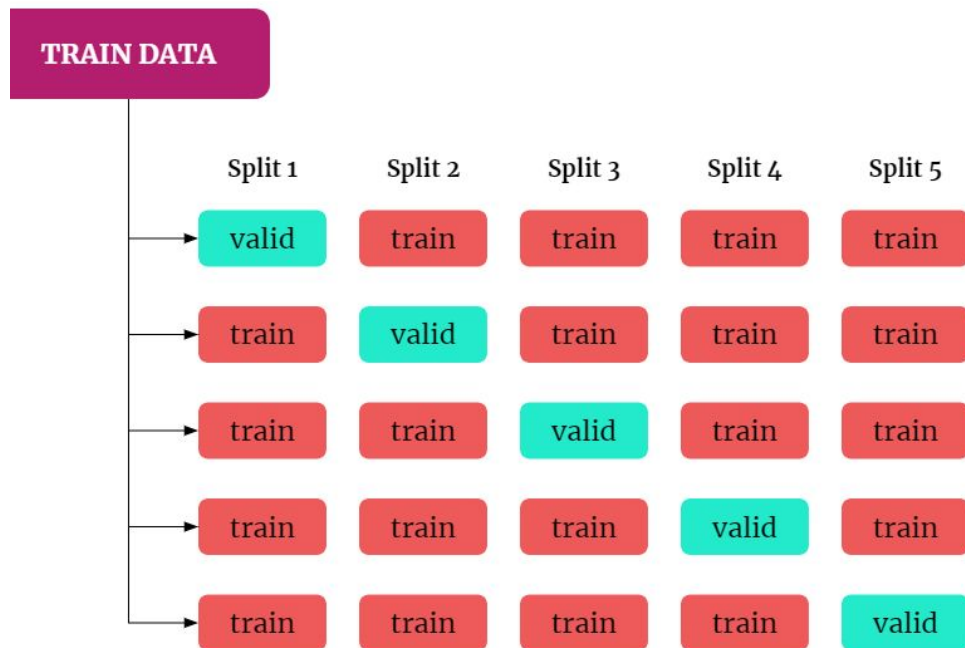 TRAIN DATA
Split 1 Split 2 Split 3 Split 4 Split 5
valid train train train train
train valid train train train
train train valid train train
train train train valid train
train train train train valid